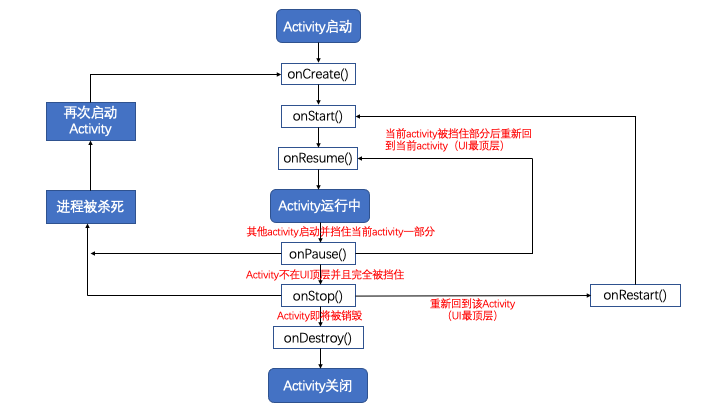 Activity启动
onCreate()
再次启动
Activity
onStart()
当前activity被挡住部分后重新回
到当前activity（UI最顶层）
onResume()
进程被杀死
Activity运行中
其他activity启动并挡住当前activity一部分
onPause()
Activity不在UI顶层并且完全被挡住
onStop()
onRestart()
重新回到该Activity
（UI最顶层）
Activity即将被销毁
onDestroy()
Activity关闭